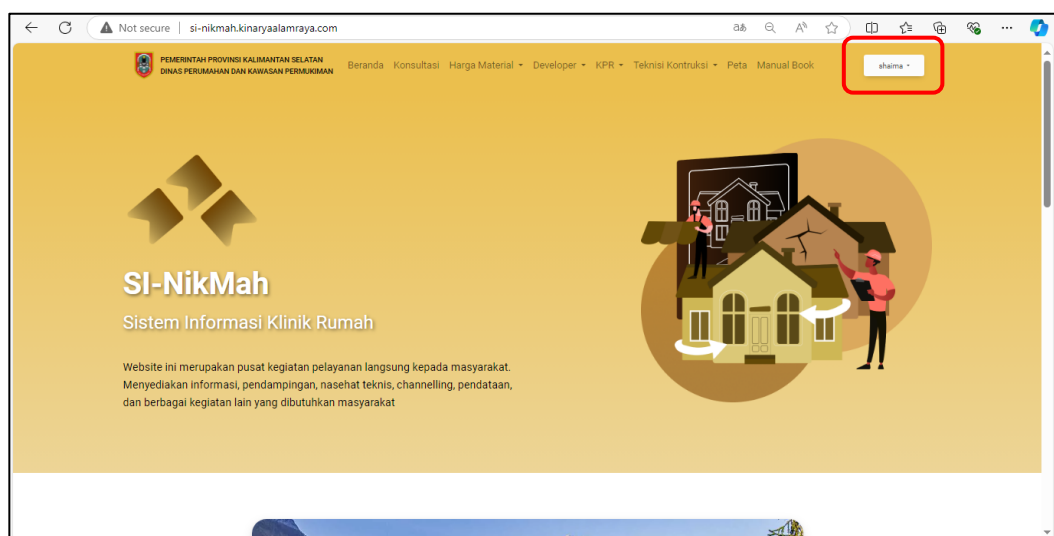 Not secure | si-nikmah.kinaryaalamraya.com
PEMERINTAH PROVINSI KALIMANTAN SELATAN
DINAS PERUMAHAN DAN KAWASAN PERMUKIMAN
Beranda Konsultasi Harga Material Developer KPR Teknisi Kontruksi Peta Manual Book
shaima
SI-NikMah
Sistem Informasi Klinik Rumah
Website ini merupakan pusat kegiatan pelayanan langsung kepada masyarakat.
Menyediakan informasi, pendampingan, nasehat teknis, channelling, pendataan,
dan berbagai kegiatan lain yang dibutuhkan masyarakat